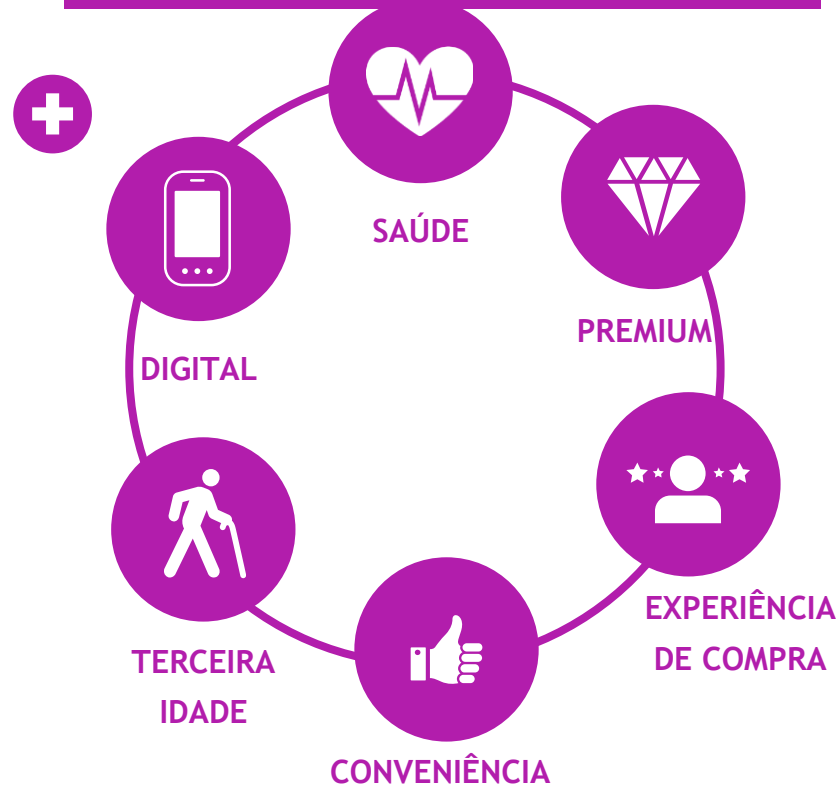 SAÚDE
PREMIUM
DIGITAL
EXPERIÊNCIA
DE COMPRA
TERCEIRA
IDADE
CONVENIÊNCIA